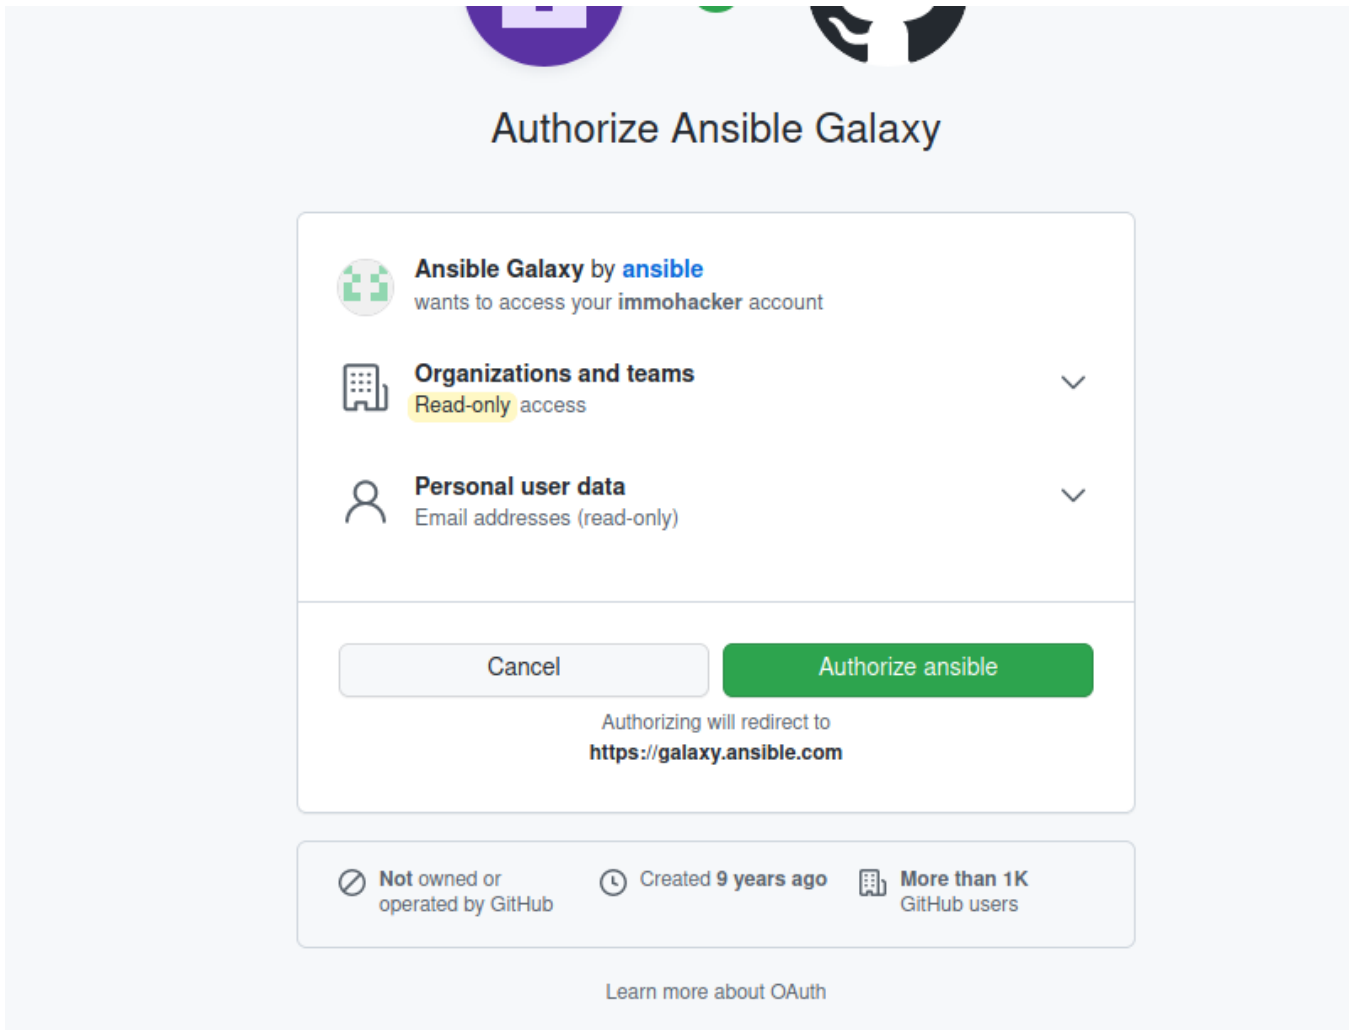 Authorize Ansible Galaxy
Ansible Galaxy by ansible
wants to access your immohacker account
Organizations and teams
Read-only access
Personal user data
Email addresses (read-only)
Cancel
Authorize ansible
Authorizing will redirect to
https://galaxy.ansible.com
Not owned or
operated by GitHub
Created 9 years ago
More than 1K
GitHub users
Learn more about OAuth